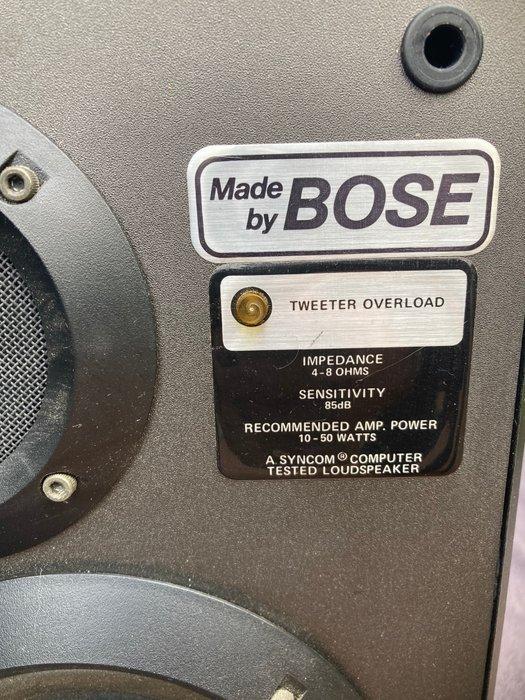 Made
by BOSE
TWEETER OVERLOAD
IMPEDANCE
4-8 OHMS
SENSITIVITY
85dB
RECOMMENDED AMP. POWER
10-50 WATTS
A SYNCOM® COMPUTER
TESTED LOUDSPEAKER